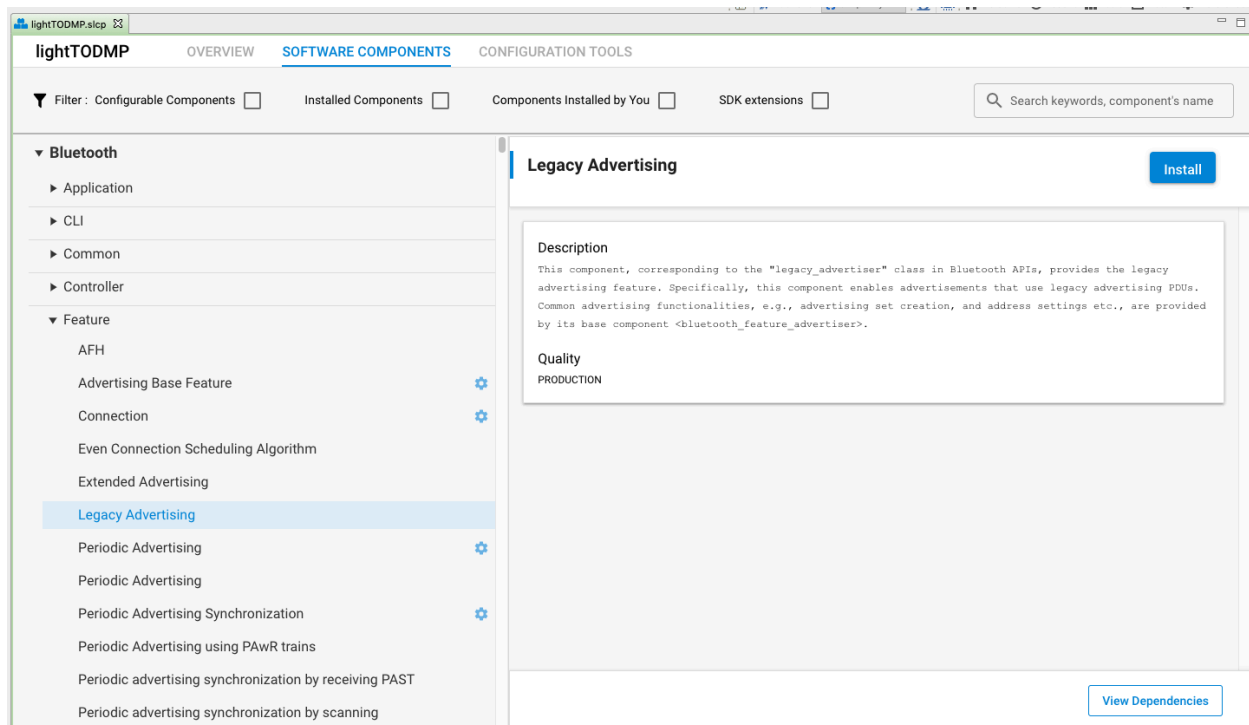 lightTODMP.slcp
lightTODMP OVERVIEW SOFTWARE COMPONENTS CONFIGURATION TOOLS
Filter : Configurable Components Installed Components Components Installed by You SDK extensions Search keywords, component's name
Bluetooth
Application
CLI
Common
Controller
Feature
AFH
Advertising Base Feature
Connection
Even Connection Scheduling Algorithm
Extended Advertising
Legacy Advertising
Periodic Advertising
Periodic Advertising
Periodic Advertising Synchronization
Periodic Advertising using PAwR trains
Periodic advertising synchronization by receiving PAST
Periodic advertising synchronization by scanning
Legacy Advertising
Install
Description
This component, corresponding to the "legacy_advertiser" class in Bluetooth APIs, provides the legacy
advertising feature. Specifically, this component enables advertisements that use legacy advertising PDUs.
Common advertising functionalities, e.g., advertising set creation, and address settings etc., are provided
by its base component <bluetooth_feature_advertiser>.
Quality
PRODUCTION
View Dependencies